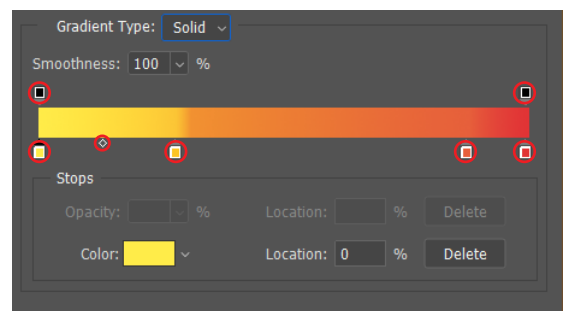 Gradient Type: Solid
Smoothness: 100 %
Stops
Opacity: % Location: % Delete
Color: Location: 0 % Delete